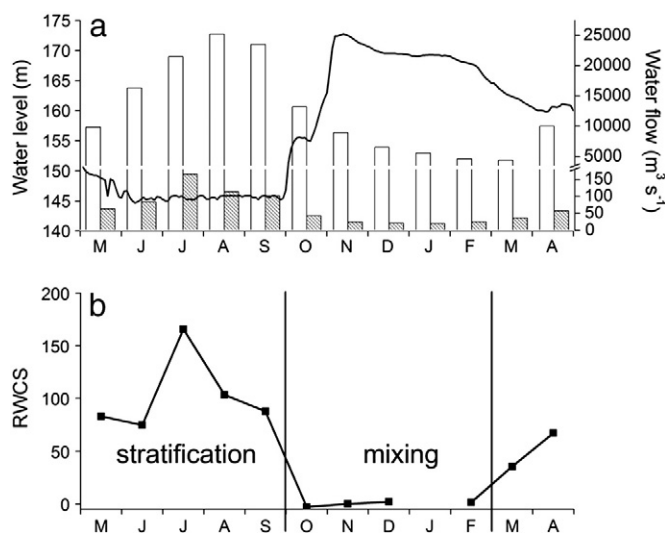 a
Water level (m)
175
170
165
160
155
150
145
140
25000
20000
15000
10000
5000
150
100
50
0
Water flow (m³ s⁻¹)
M J J A S O N D J F M A
b
RWCS
200
150
100
50
0
stratification
mixing
M J J A S O N D J F M A